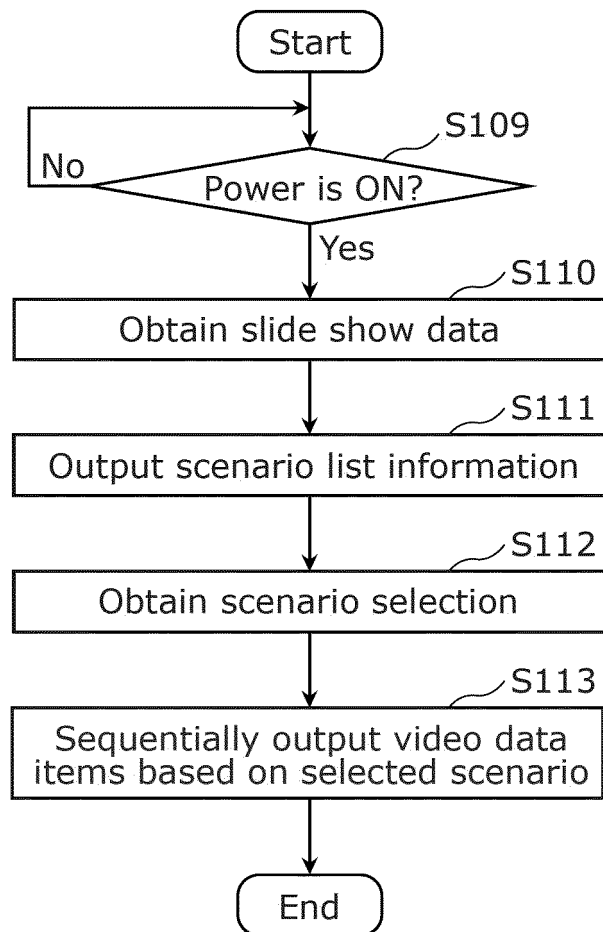 Start
S109
No
Power is ON?
Yes
S110
Obtain slide show data
S111
Output scenario list information
S112
Obtain scenario selection
S113
Sequentially output video data
items based on selected scenario
End